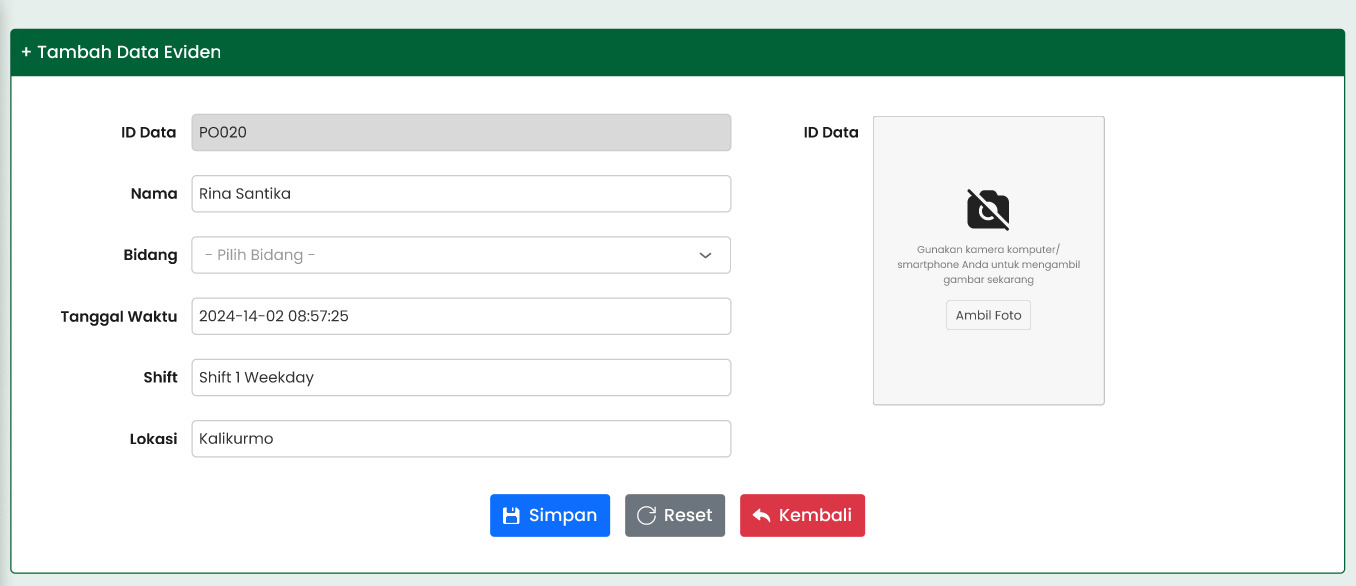 + Tambah Data Eviden
ID Data
PO020
Nama
Rina Santika
Bidang
- Pilih Bidang -
Tanggal Waktu
2024-14-02 08:57:25
Shift
Shift 1 Weekday
Lokasi
Kalikurmo
ID Data
Gunakan kamera komputer/
smartphone Anda untuk mengambil
gambar sekarang
Ambil Foto
Simpan
Reset
Kembali